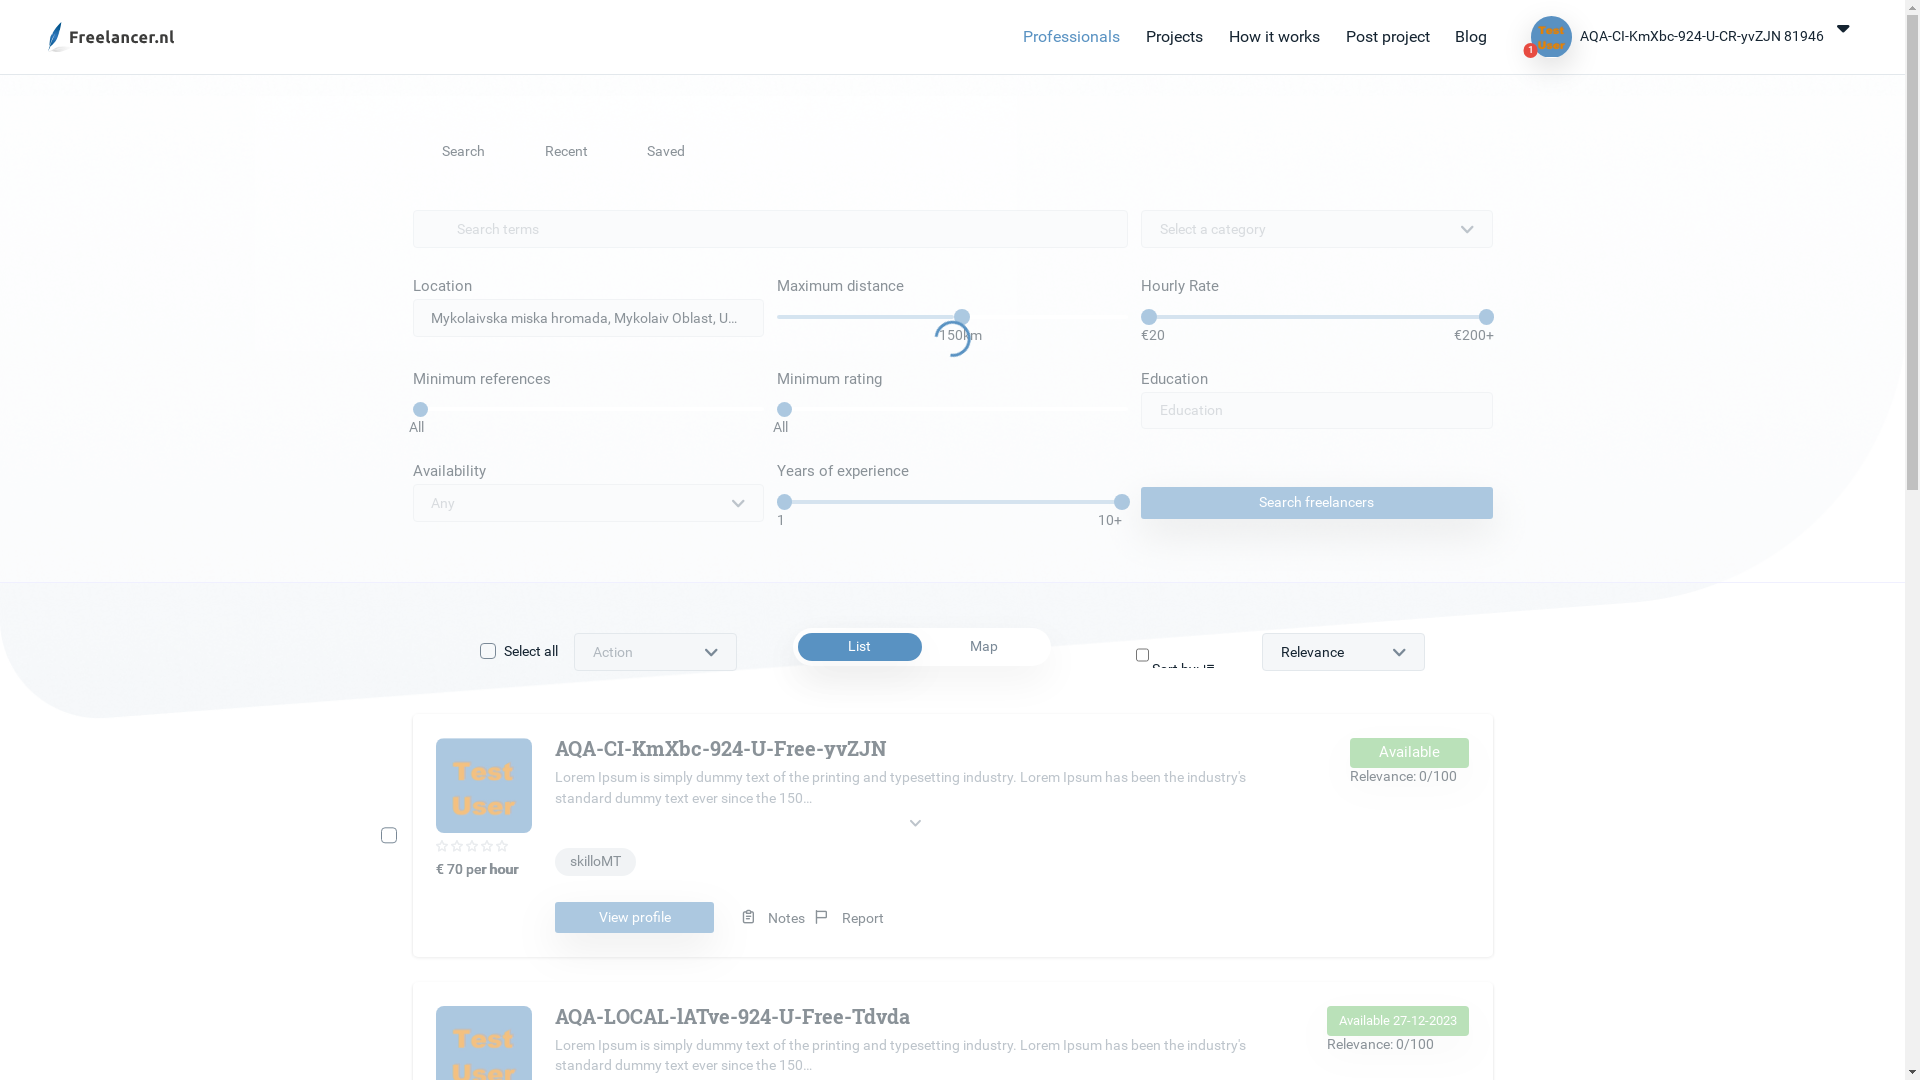 Freelancer.nl
Professionals Projects How it works Post project Blog
Test User 1 AQA-CI-KmXbc-924-U-CR-yvZJN 81946
Search Recent Saved
Search terms Select a category
Location Maximum distance Hourly Rate
Mykolaivska miska hromada, Mykolaiv Oblast, U...
150km €20 €200+
Minimum references Minimum rating Education
Education
All All
Availability Years of experience
Any Search freelancers
1 10+
Select all Action List Map Relevance
AQA-CI-KmXbc-924-U-Free-yvZJN Available
Test User
Lorem Ipsum is simply dummy text of the printing and typesetting industry. Lorem Ipsum has been the industry's Relevance: 0/100
standard dummy text ever since the 150...
€ 70 per hour skilloMT
View profile Notes Report
AQA-LOCAL-lATve-924-U-Free-Tdvda Available 27-12-2023
Test User
Lorem Ipsum is simply dummy text of the printing and typesetting industry. Lorem Ipsum has been the industry's Relevance: 0/100
standard dummy text ever since the 150...